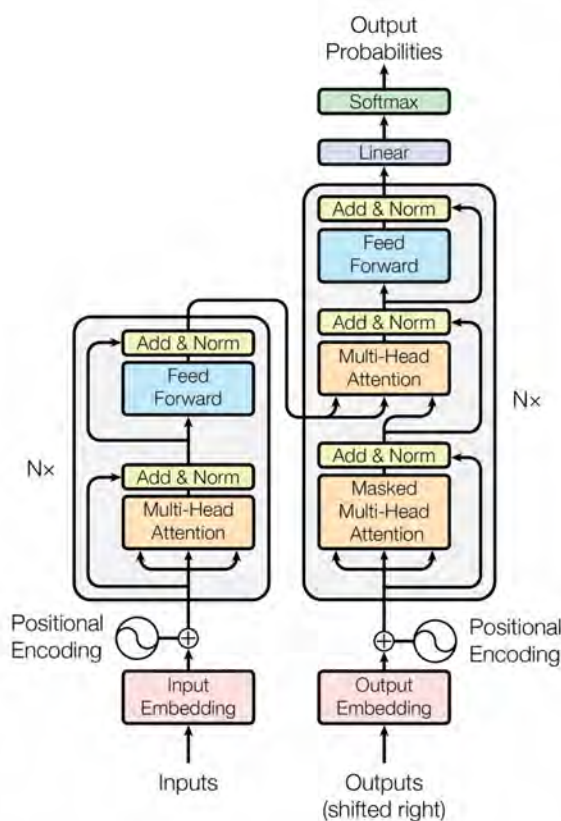 Output
Probabilities
Softmax
Linear
Add & Norm
Feed
Forward
Add & Norm
Multi-Head
Attention
Add & Norm
Masked
Multi-Head
Attention
N×
Add & Norm
Feed
Forward
Add & Norm
Multi-Head
Attention
N×
Positional
Encoding
Positional
Encoding
Input
Embedding
Output
Embedding
Inputs
Outputs
(shifted right)